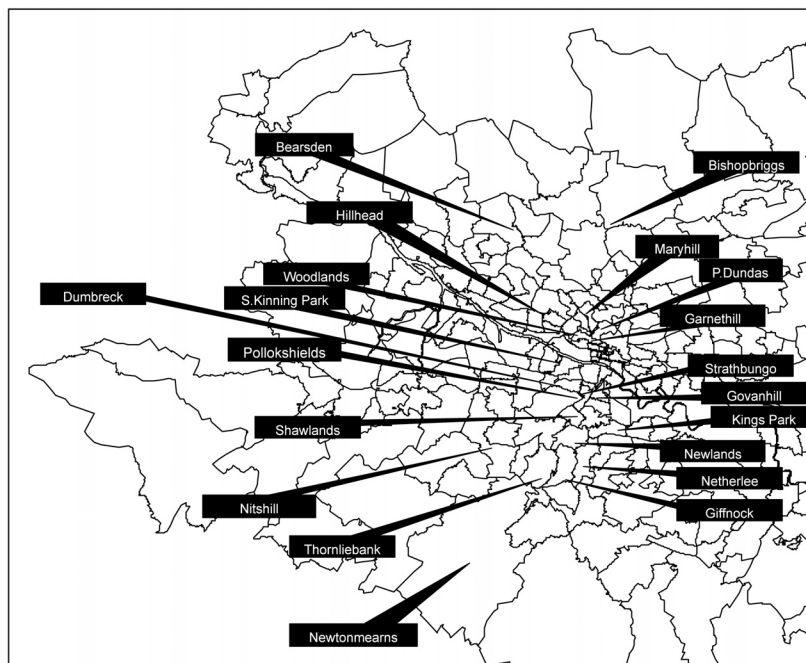 Bearsden
Bishopbriggs
Hillhead
Maryhill
Woodlands
P.Dundas
Dumbreck
S.Kinning Park
Garnethill
Pollokshields
Strathbungo
Govanhill
Kings Park
Shawlands
Newlands
Netherlee
Nitshill
Giffnock
Thornliebank
Newtonmearns